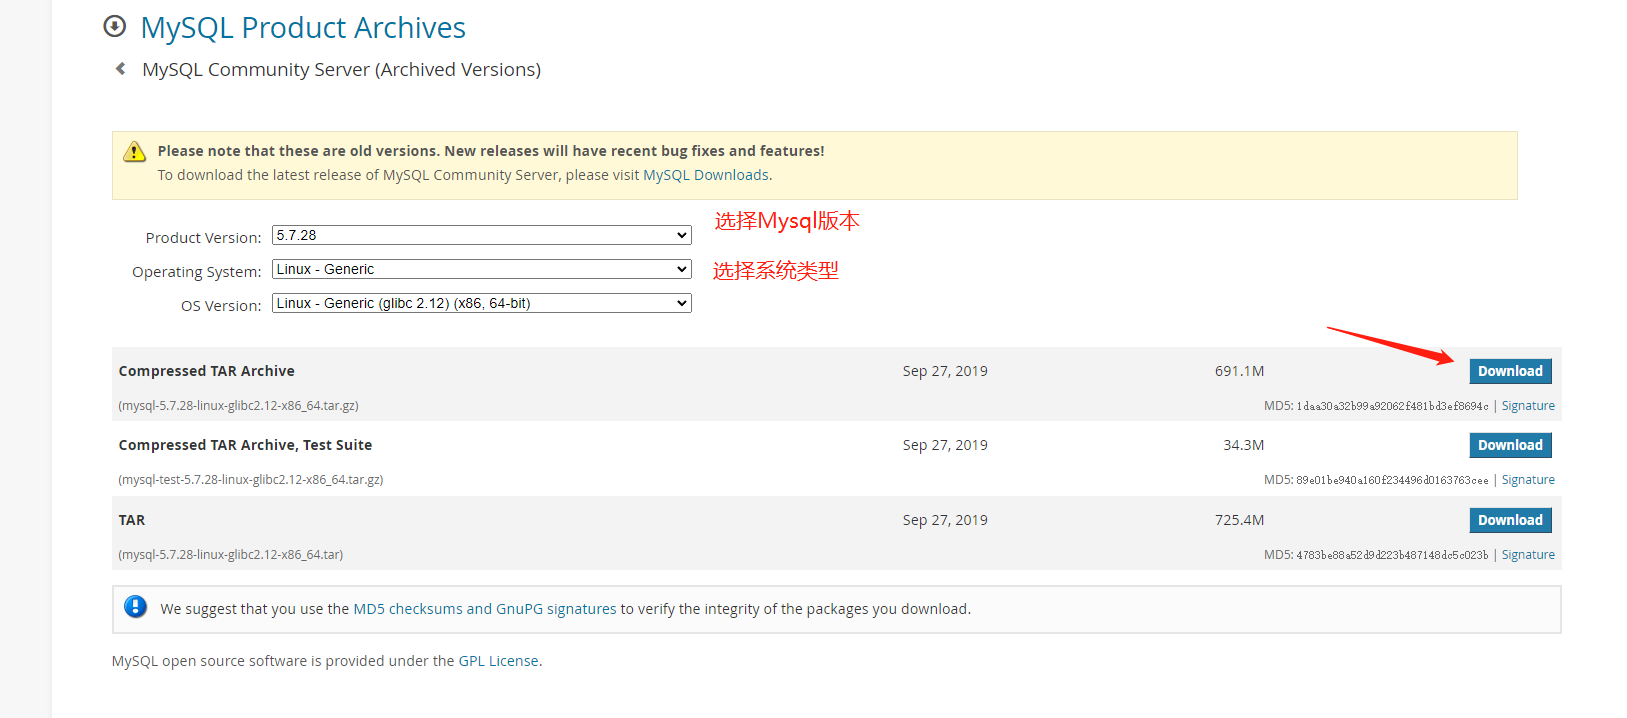 MySQL Product Archives
MySQL Community Server (Archived Versions)
Please note that these are old versions. New releases will have recent bug fixes and features!
To download the latest release of MySQL Community Server, please visit MySQL Downloads.
选择Mysql版本
Product Version: 5.7.28
选择系统类型
Operating System: Linux - Generic
OS Version: Linux - Generic (glibc 2.12) (x86, 64-bit)
Compressed TAR Archive Sep 27, 2019 691.1M Download
(mysql-5.7.28-linux-glibc2.12-x86_64.tar.gz) MD5: 1daa30a32b99a92062f481bd3ef8694c | Signature
Compressed TAR Archive, Test Suite Sep 27, 2019 34.3M Download
(mysql-test-5.7.28-linux-glibc2.12-x86_64.tar.gz) MD5: 89e01be940a160f234496d0163763cee | Signature
TAR Sep 27, 2019 725.4M Download
(mysql-5.7.28-linux-glibc2.12-x86_64.tar) MD5: 4783be88a52d9d223b487148dc5c023b | Signature
We suggest that you use the MD5 checksums and GnuPG signatures to verify the integrity of the packages you download.
MySQL open source software is provided under the GPL License.